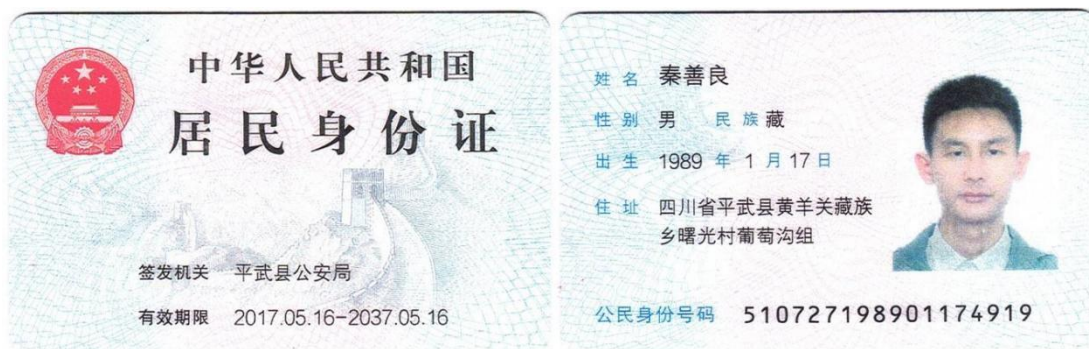 中华人民共和国
居民身份证
签发机关 平武县公安局
有效期限 2017.05.16-2037.05.16
姓名 秦善良
性别 男 民族 藏
出生 1989 年 1 月 17 日
住址 四川省平武县黄羊关藏族
乡曙光村葡萄沟组
公民身份号码 510727198901174919